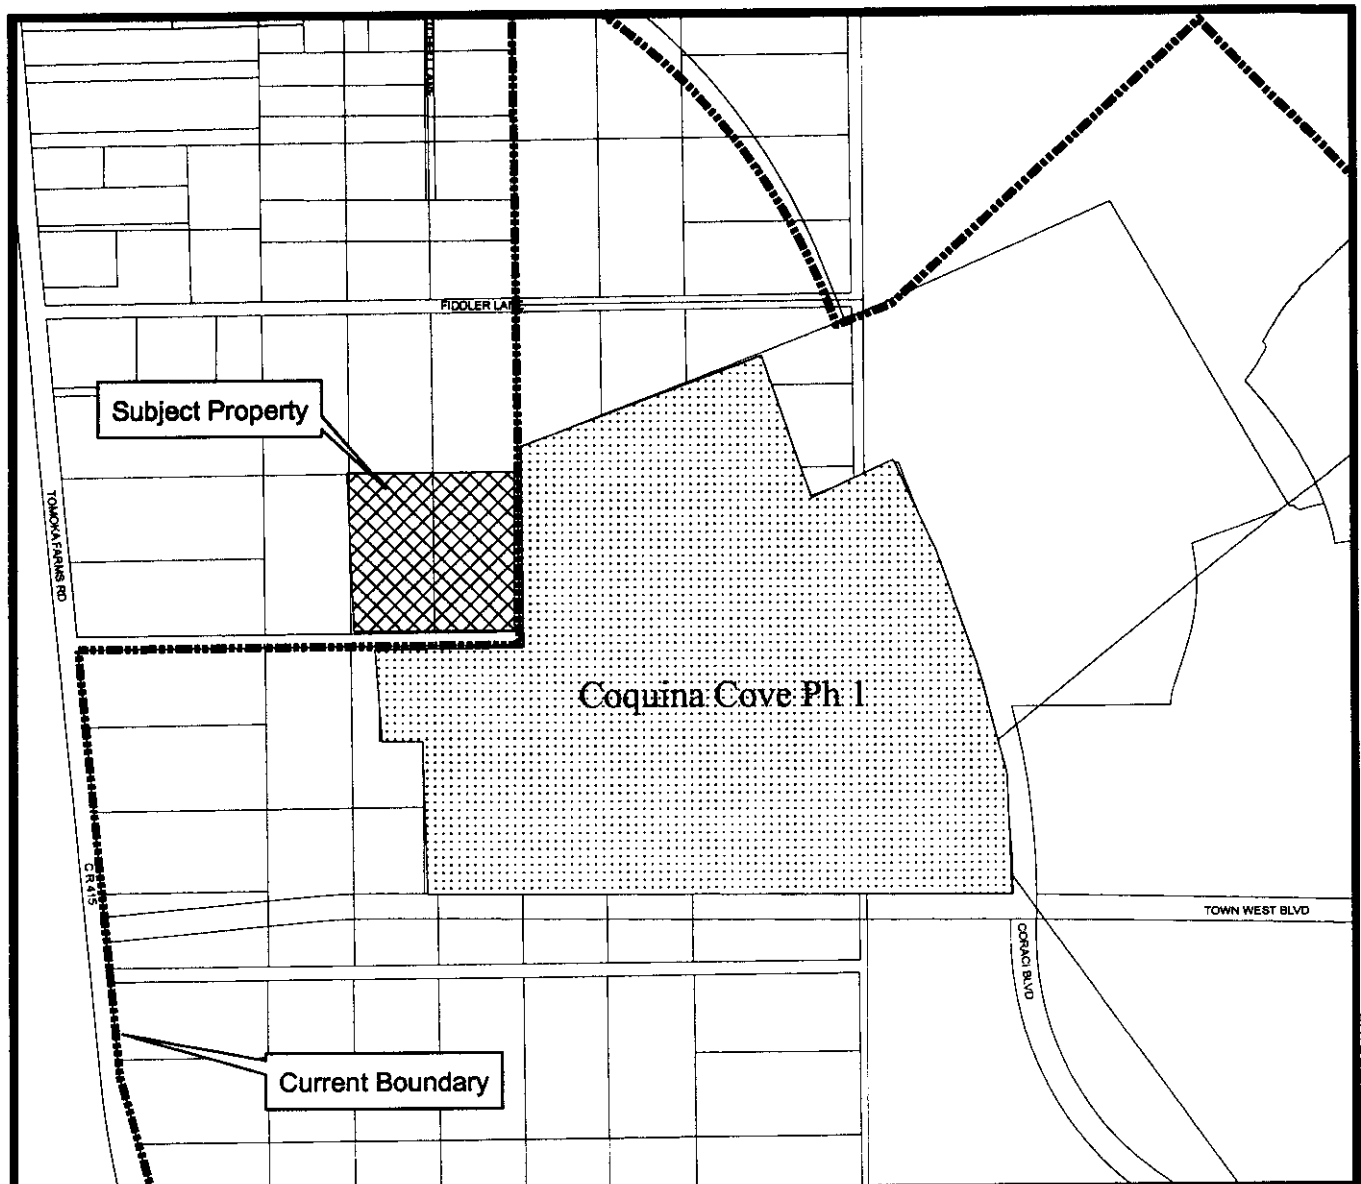 FIDDLER LANE
Subject Property
TOMOKA FARMS RD
Coquina Cove Ph 1
C R 415
TOWN WEST BLVD
CORACI BLVD
Current Boundary